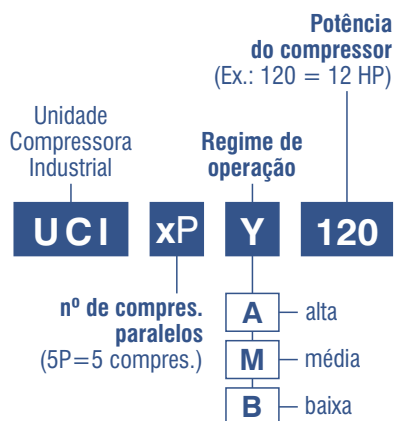 Potência
do compressor
(Ex.: 120 = 12 HP)
Unidade
Compressora
Industrial
Regime de
operação
UCI xP Y 120
nº de compres.
paralelos
(5P=5 compres.)
A alta
M média
B baixa